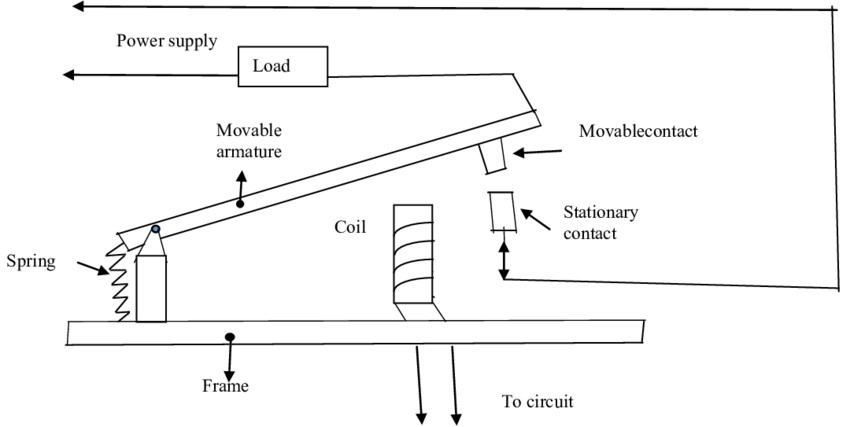 Power supply
Load
Movable
armature
Movablecontact
Coil
Stationary
contact
Spring
Frame
To circuit